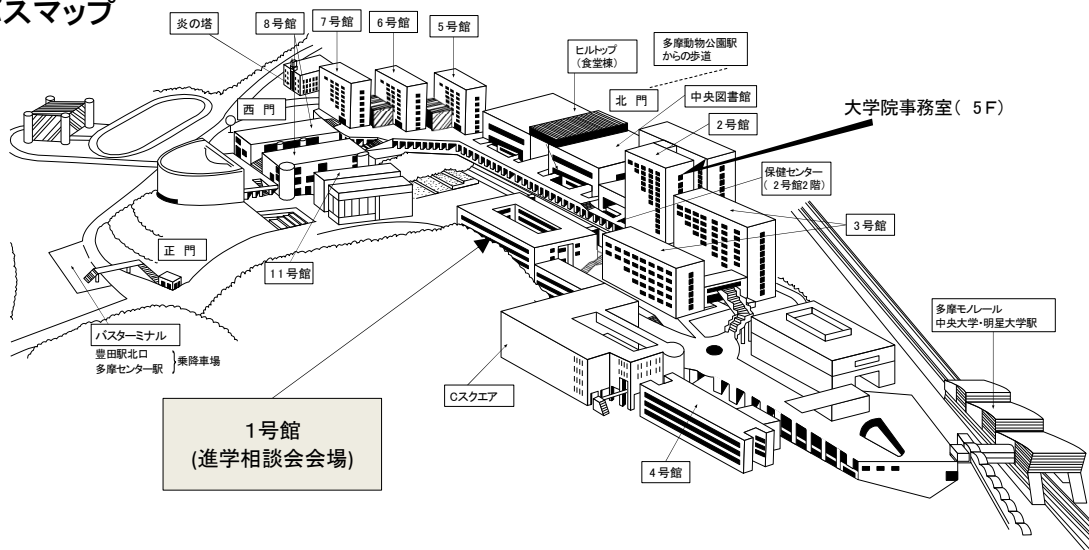 スマップ
炎の塔
8号館
7号館
6号館
5号館
ヒルトップ
(食堂棟)
多摩動物公園駅
からの歩道
西門
北門
中央図書館
大学院事務室( 5F)
2号館
保健センター
( 2号館2階)
3号館
正門
11号館
バスターミナル
豊田駅北口
多摩センター駅
}乗降車場
多摩モノレール
中央大学・明星大学駅
Cスクエア
1号館
(進学相談会会場)
4号館